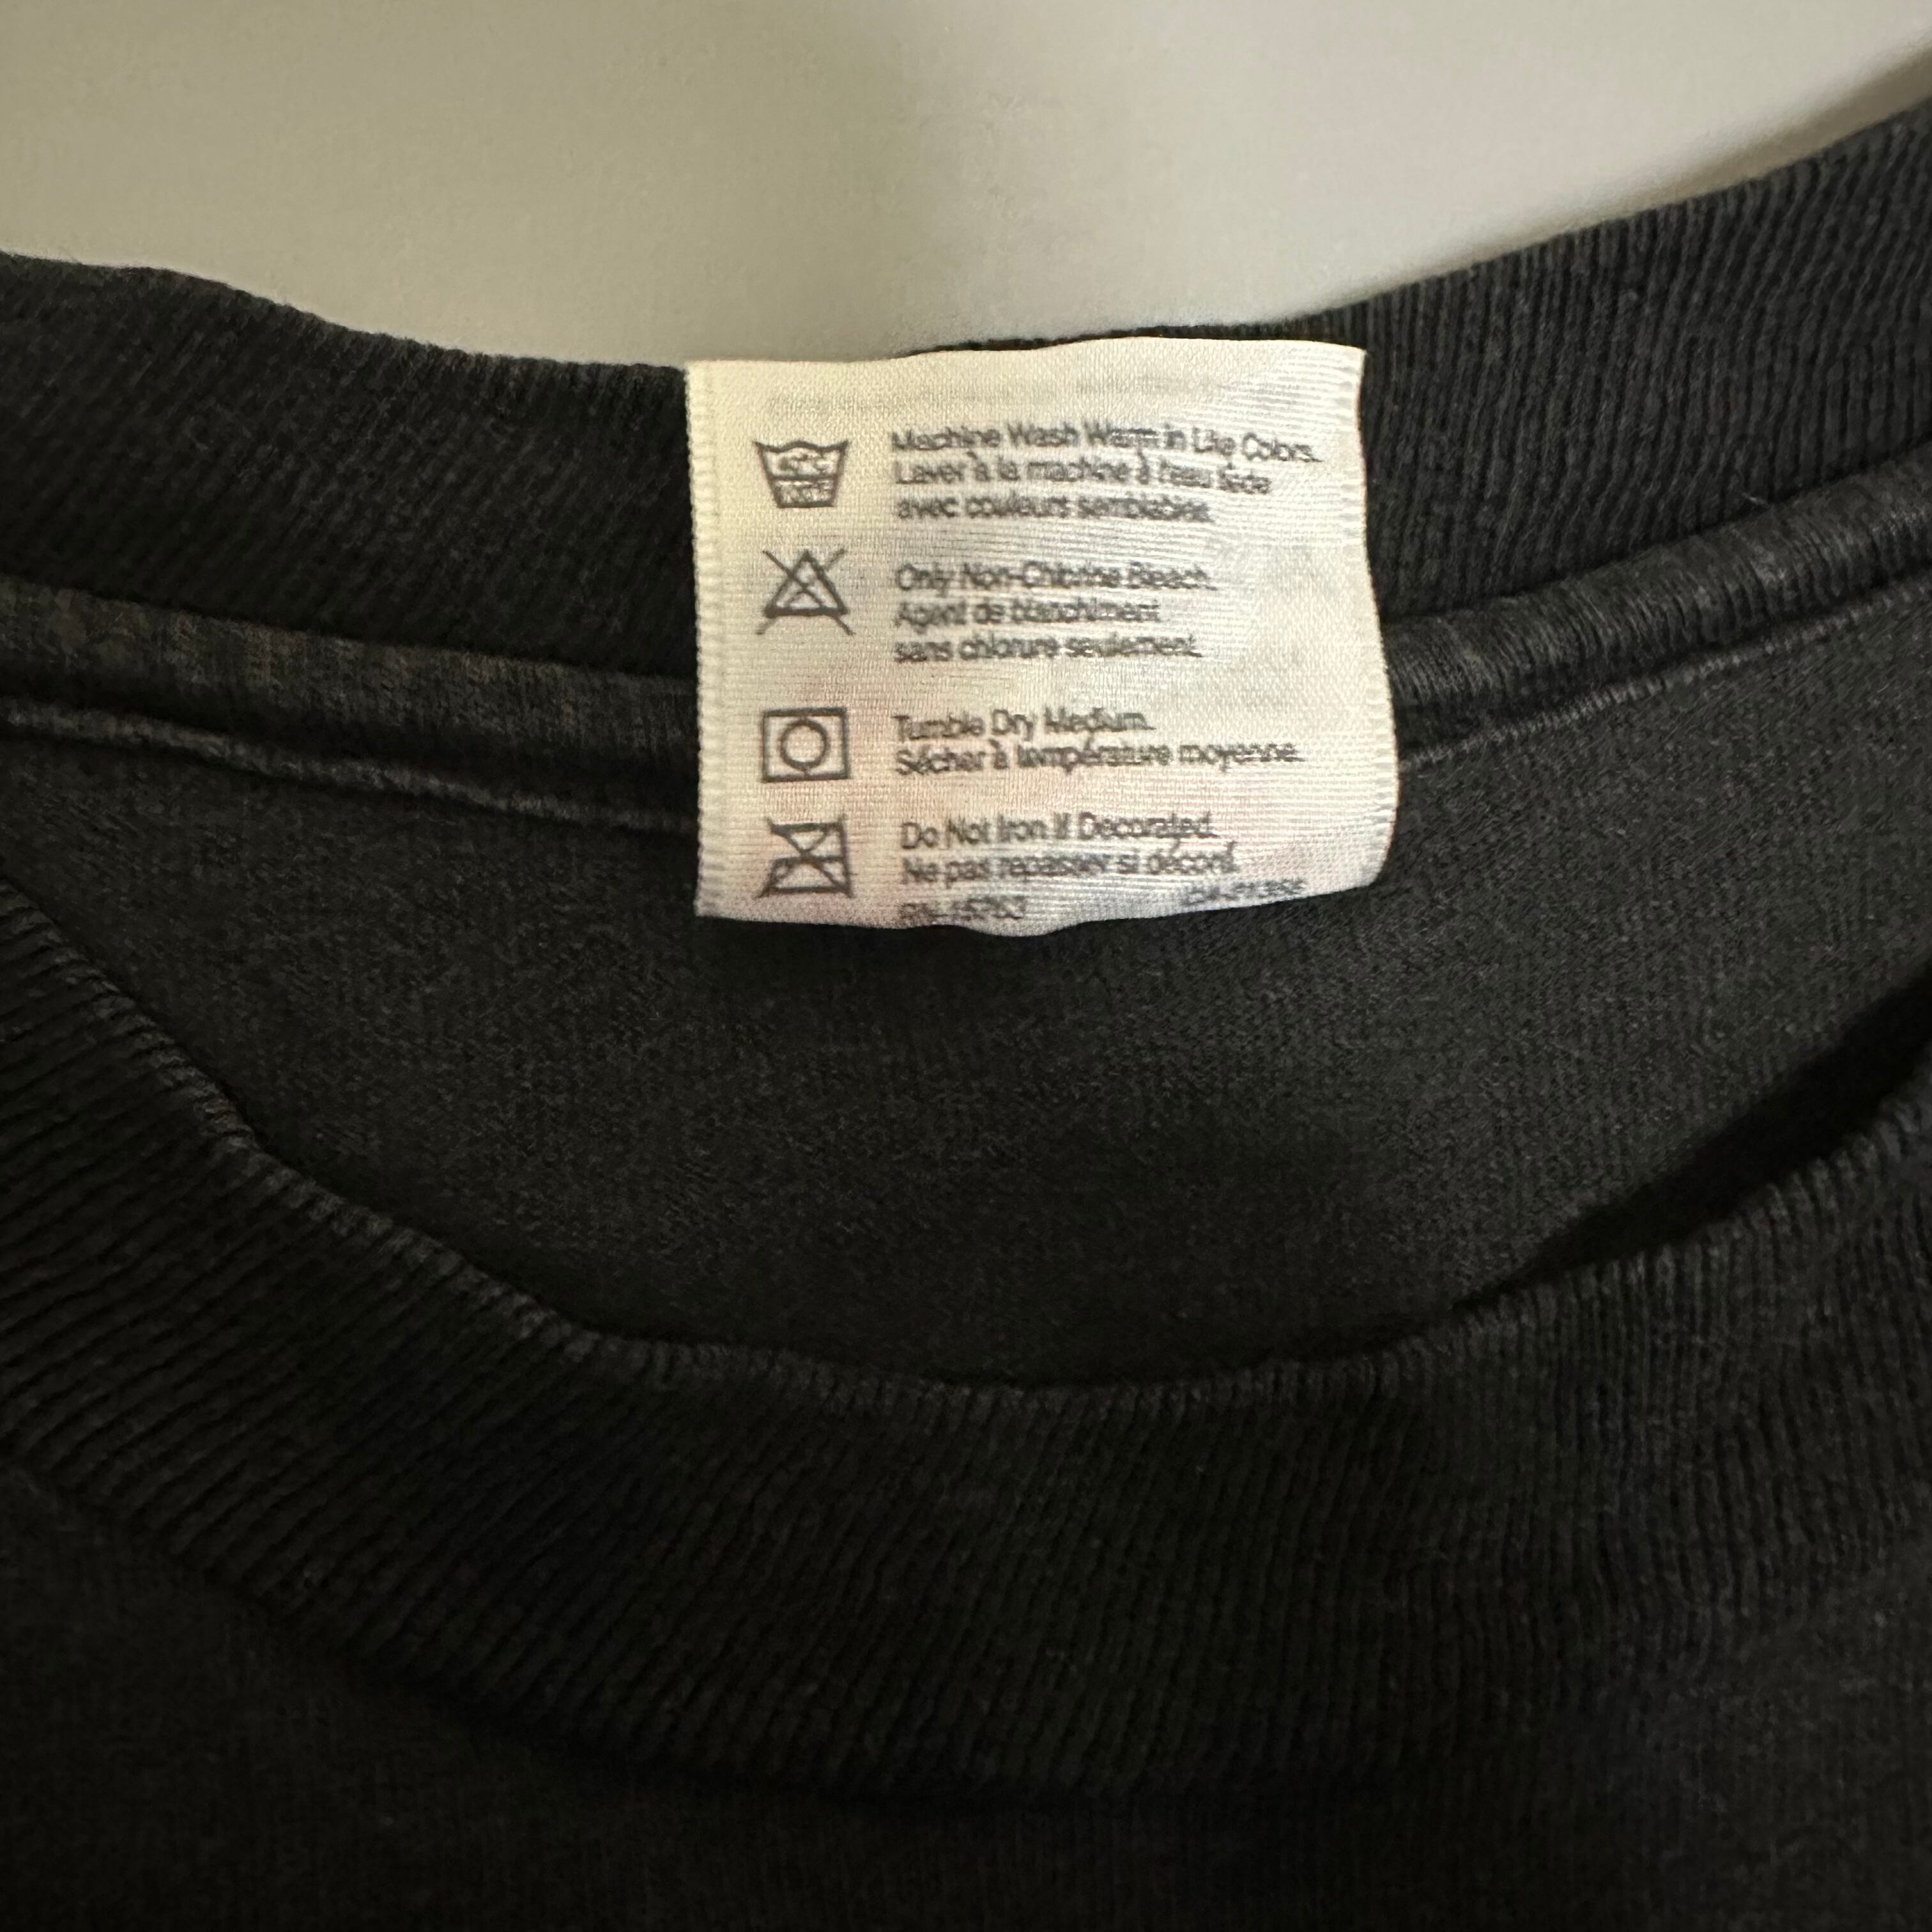 Machine Wash Warm in Like Colors.
Laver à la machine à l'eau tiède
avec couleurs semblables.
Only Non-Chlorine Bleach.
Agent de blanchiment
sans chlorure seulement.
Tumble Dry Medium.
Sécher à température moyenne.
Do Not Iron if Decorated.
Ne pas repasser si décoré.
RN 15763